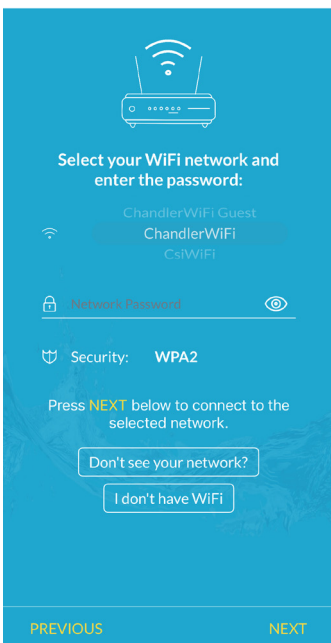 Select your WiFi network and
enter the password:
ChandlerWiFi Guest
ChandlerWiFi
CsiWiFi
Network Password
Security: WPA2
Press NEXT below to connect to the
selected network.
Don't see your network?
I don't have WiFi
PREVIOUS NEXT